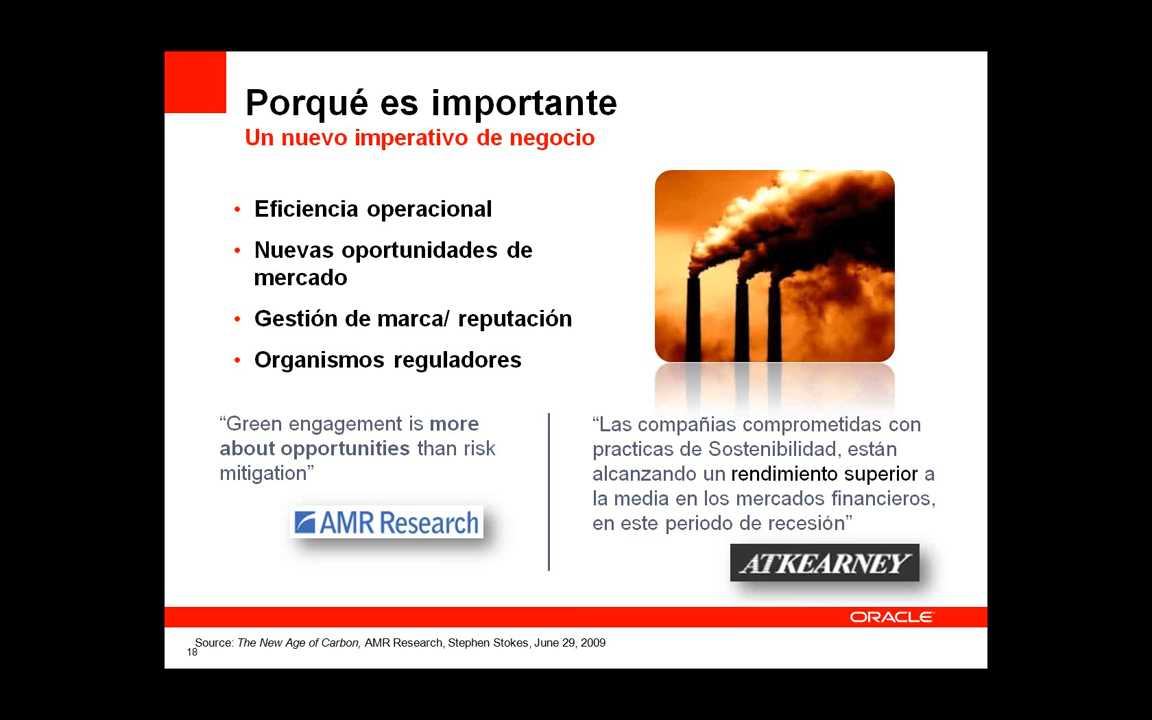 Porqué es importante
Un nuevo imperativo de negocio
• Eficiencia operacional
• Nuevas oportunidades de
mercado
• Gestión de marca/ reputación
• Organismos reguladores
“Green engagement is more
about opportunities than risk
mitigation”
AMR Research
“Las compañias comprometidas con
practicas de Sostenibilidad, están
alcanzando un rendimiento superior a
la media en los mercados financieros,
en este periodo de recesión”
ATKEARNEY
ORACLE
Source: The New Age of Carbon, AMR Research, Stephen Stokes, June 29, 2009
18